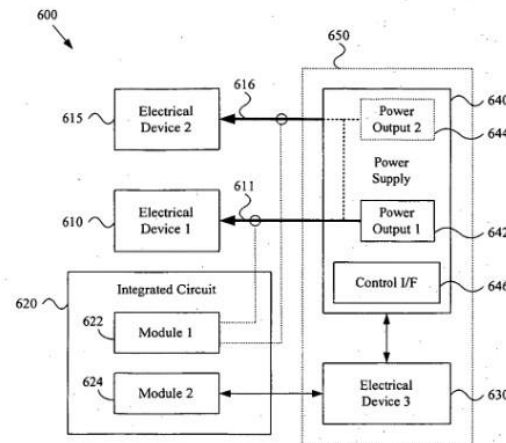 600
650
616
640
615
Electrical
Device 2
Power
Output 2
644
Power
Supply
611
610
Electrical
Device 1
Power
Output 1
642
620
Integrated Circuit
Control I/F
646
622
Module 1
624
Module 2
Electrical
Device 3
630